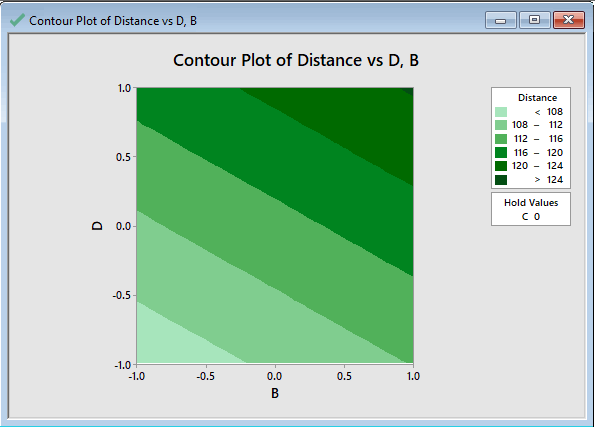 Contour Plot of Distance vs D, B
Contour Plot of Distance vs D, B
1.0
0.5
0.0
-0.5
-1.0
D
-1.0 -0.5 0.0 0.5 1.0
B
Distance
< 108
108 – 112
112 – 116
116 – 120
120 – 124
> 124
Hold Values
C 0